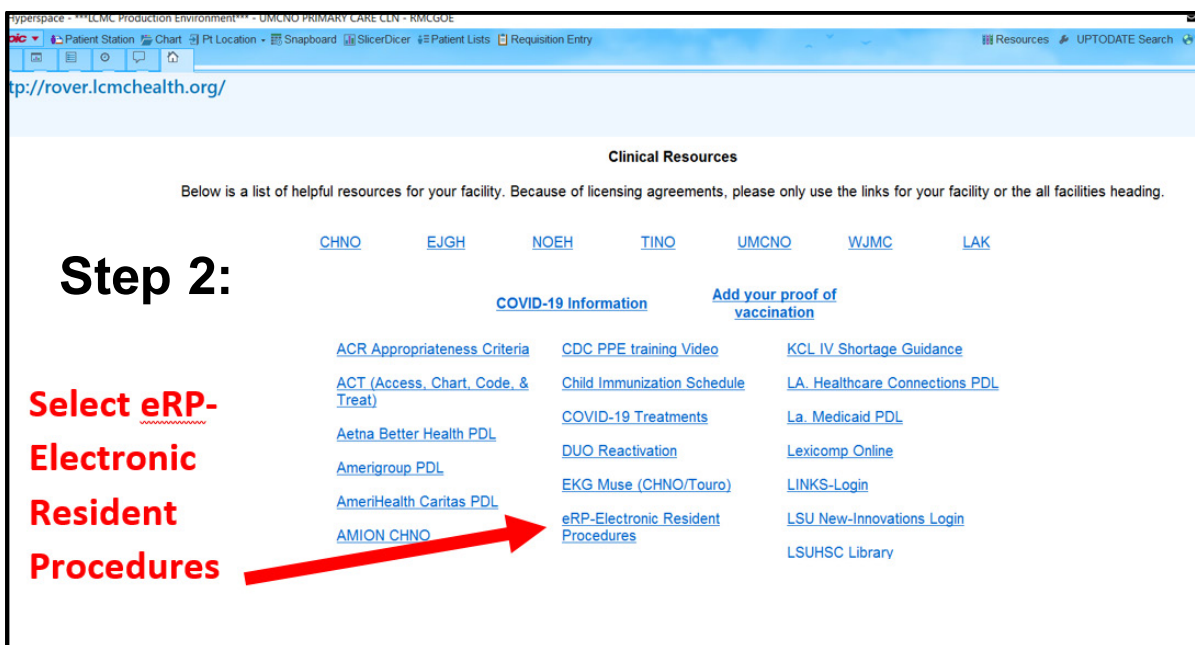 Hyperspace - ***LCMC Production Environment*** - UMCNO PRIMARY CARE CLN - RMCGOE
Patient Station Chart Pt Location Snapboard SlicerDicer Patient Lists Requisition Entry Resources UPTODATE Search
tp://rover.lcmchealth.org/
Clinical Resources
Below is a list of helpful resources for your facility. Because of licensing agreements, please only use the links for your facility or the all facilities heading.
CHNO EJGH NOEH TINO UMCNO WJMC LAK
Step 2:
COVID-19 Information
Add your proof of
vaccination
ACR Appropriateness Criteria
ACT (Access, Chart, Code, &
Treat)
Aetna Better Health PDL
Amerigroup PDL
AmeriHealth Caritas PDL
AMION CHNO
CDC PPE training Video
Child Immunization Schedule
COVID-19 Treatments
DUO Reactivation
EKG Muse (CHNO/Touro)
eRP-Electronic Resident
Procedures
KCL IV Shortage Guidance
LA. Healthcare Connections PDL
La. Medicaid PDL
Lexicomp Online
LINKS-Login
LSU New-Innovations Login
LSUHSC Library
Select eRP-
Electronic
Resident
Procedures